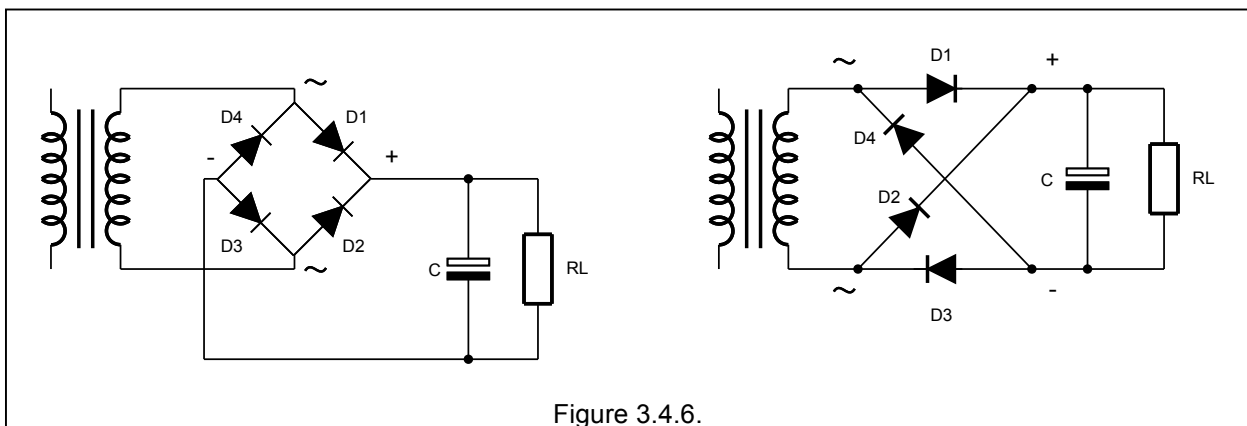 ~
D4
D1
-
+
D3
D2
~
C
RL
~
D1
+
D4
D2
C
RL
~
D3
-
Figure 3.4.6.